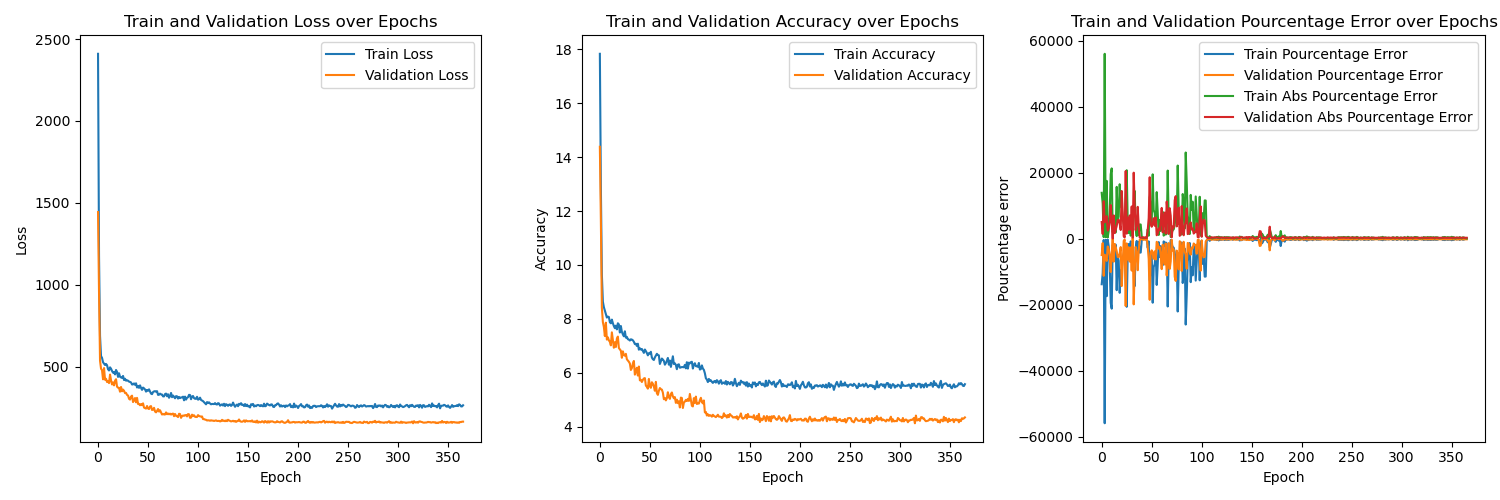 Train and Validation Loss over Epochs
2500
2000
1500
1000
500
0
50
100
150
200
250
300
350
Loss
Epoch
Train Loss
Validation Loss
Train and Validation Accuracy over Epochs
18
16
14
12
10
8
6
4
0
50
100
150
200
250
300
350
Accuracy
Epoch
Train Accuracy
Validation Accuracy
Train and Validation Pourcentage Error over Epochs
60000
40000
20000
0
−20000
−40000
−60000
0
50
100
150
200
250
300
350
Pourcentage error
Epoch
Train Pourcentage Error
Validation Pourcentage Error
Train Abs Pourcentage Error
Validation Abs Pourcentage Error